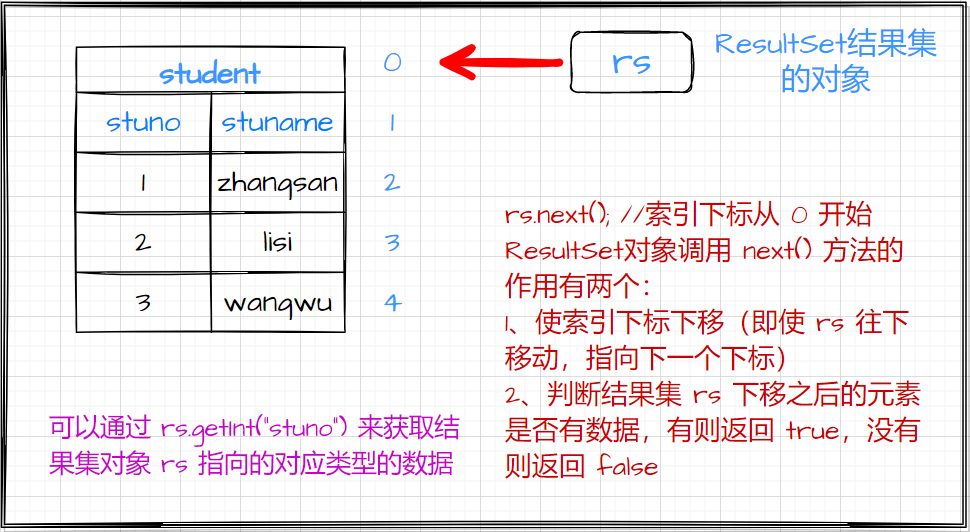 student
stuno stuname
1 zhangsan
2 lisi
3 wangwu
0
1
2
3
4
rs
ResultSet结果集
的对象
rs.next(); //索引下标从 0 开始
ResultSet对象调用 next() 方法的
作用有两个：
1、使索引下标下移（即使 rs 往下
移动，指向下一个下标）
2、判断结果集 rs 下移之后的元素
是否有数据，有则返回 true，没有
则返回 false
可以通过 rs.getInt("stuno") 来获取结
果集对象 rs 指向的对应类型的数据